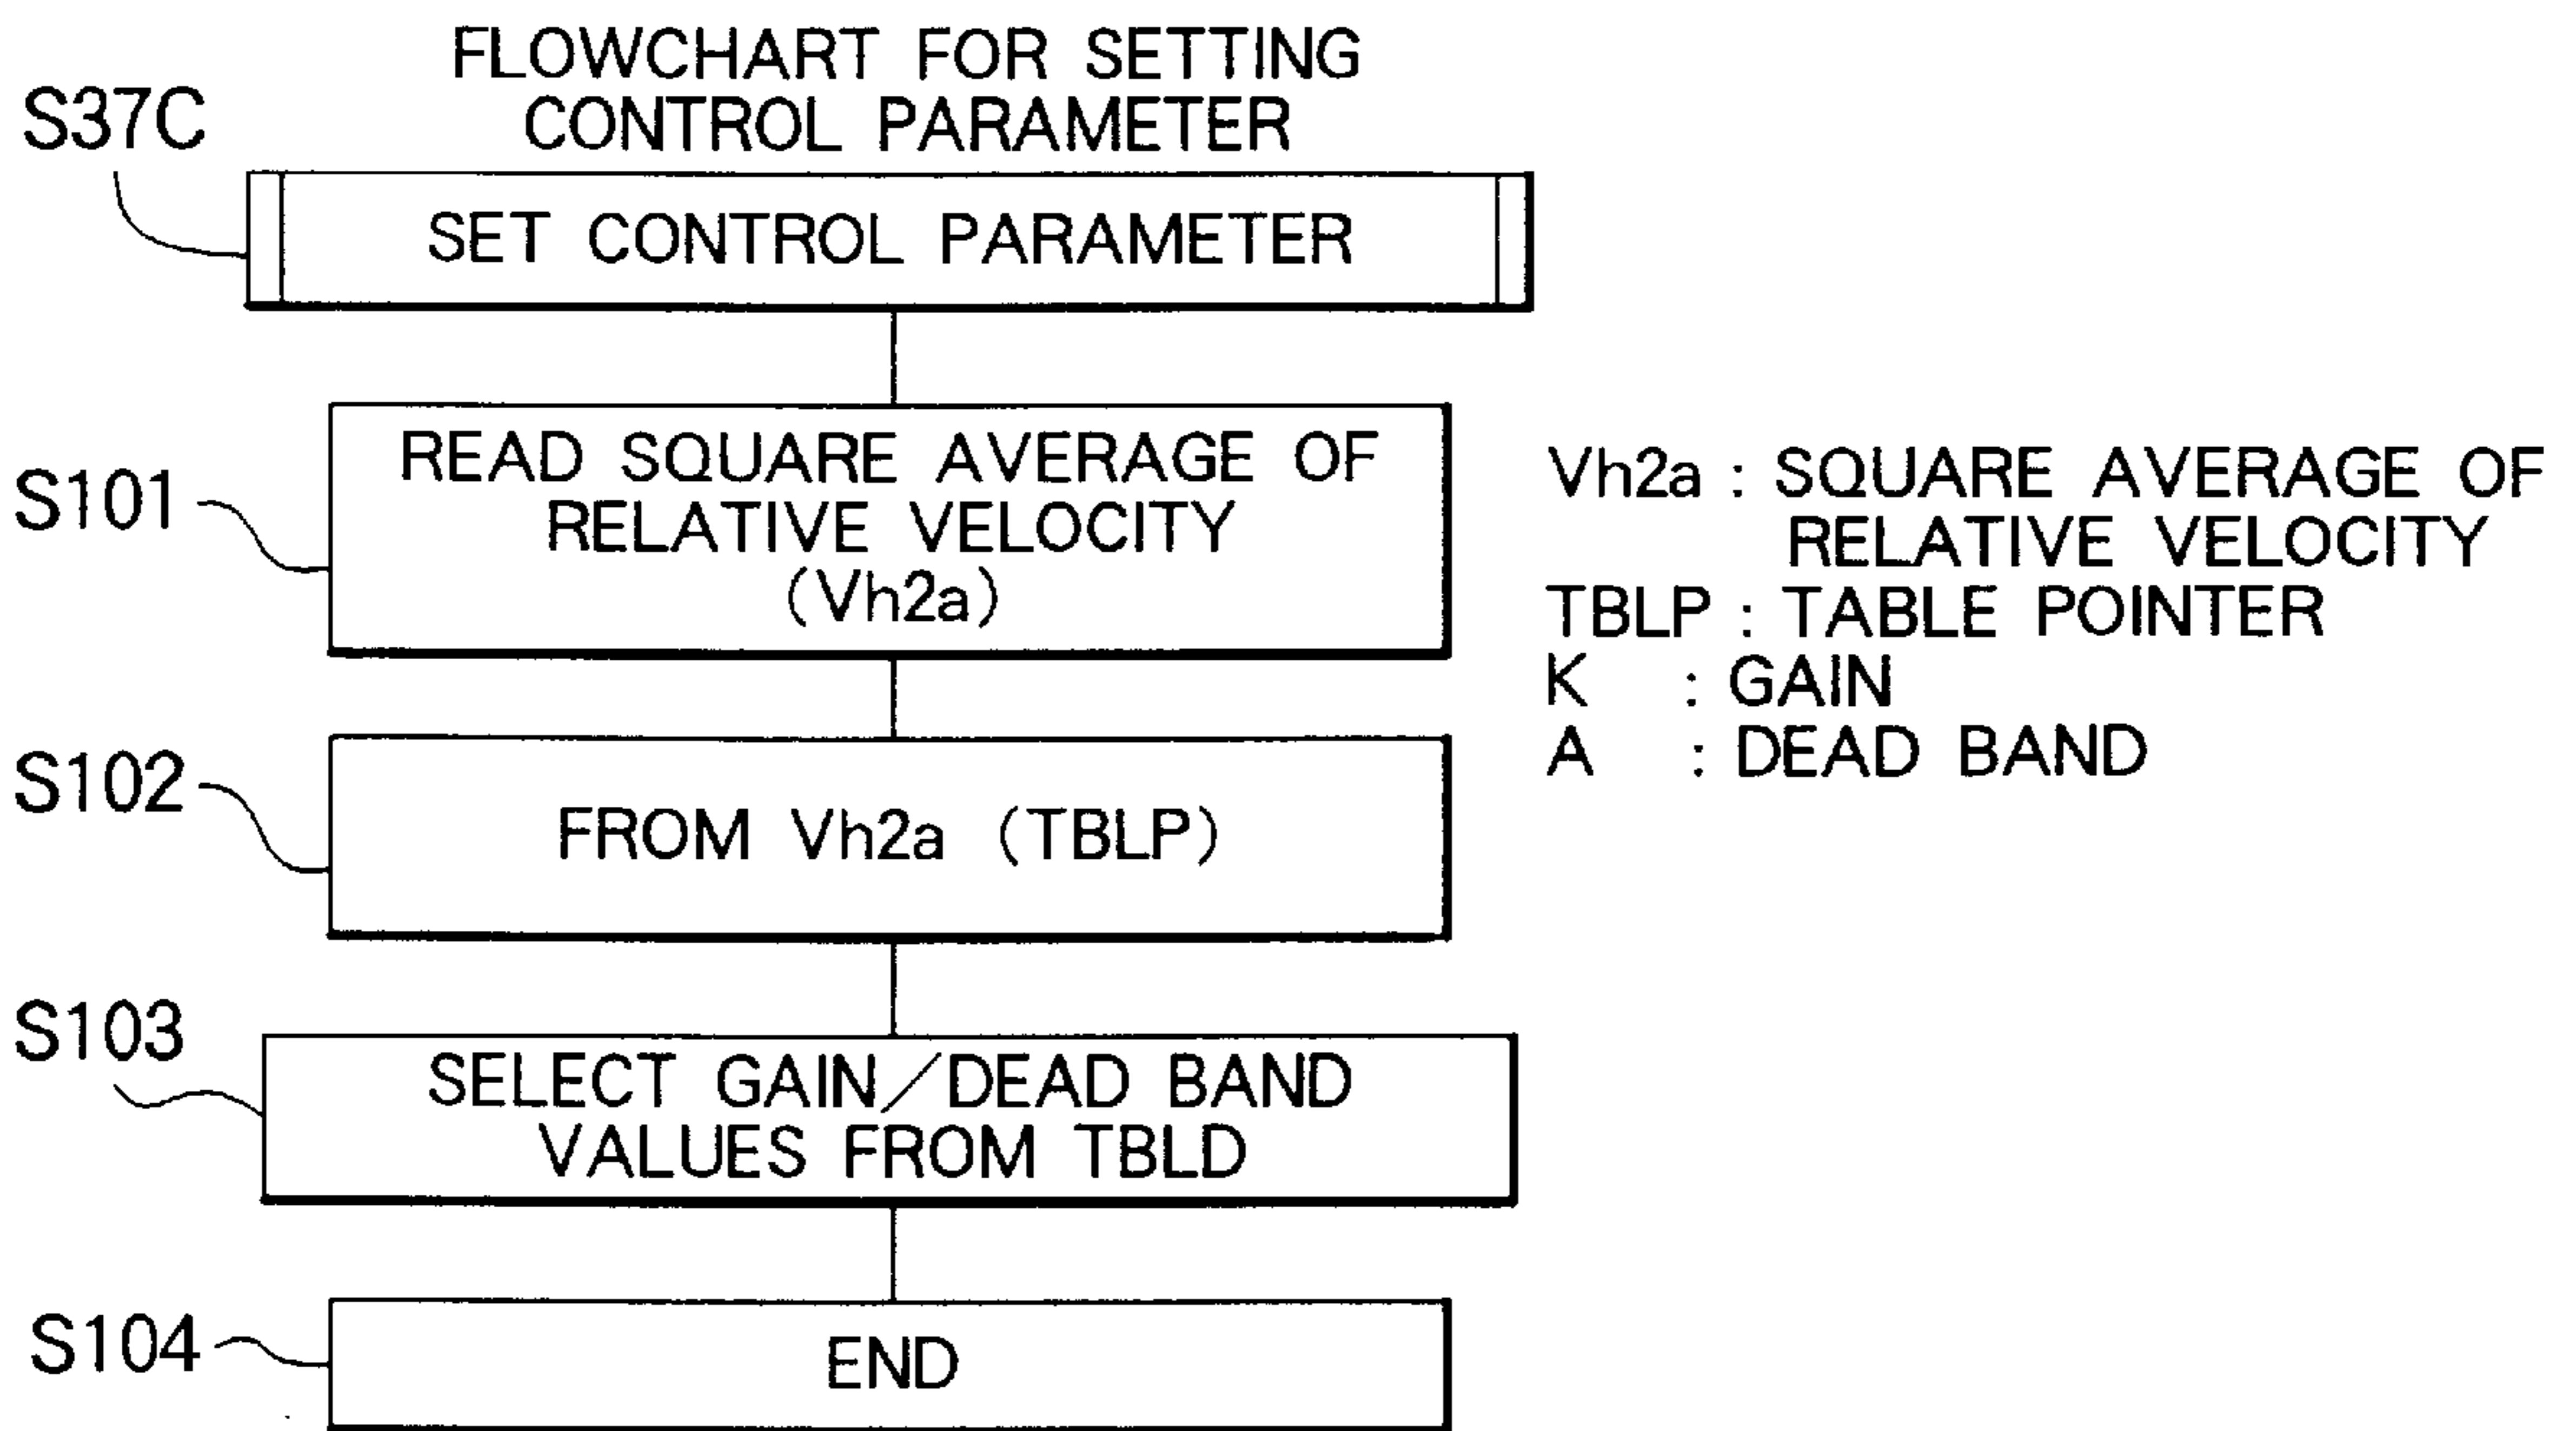 FLOWCHART FOR SETTING
CONTROL PARAMETER
S37C
SET CONTROL PARAMETER
S101
READ SQUARE AVERAGE OF
RELATIVE VELOCITY
(Vh2a)
Vh2a : SQUARE AVERAGE OF
RELATIVE VELOCITY
TBLP : TABLE POINTER
K : GAIN
A : DEAD BAND
S102
FROM Vh2a (TBLP)
S103
SELECT GAIN/DEAD BAND
VALUES FROM TBLD
S104
END